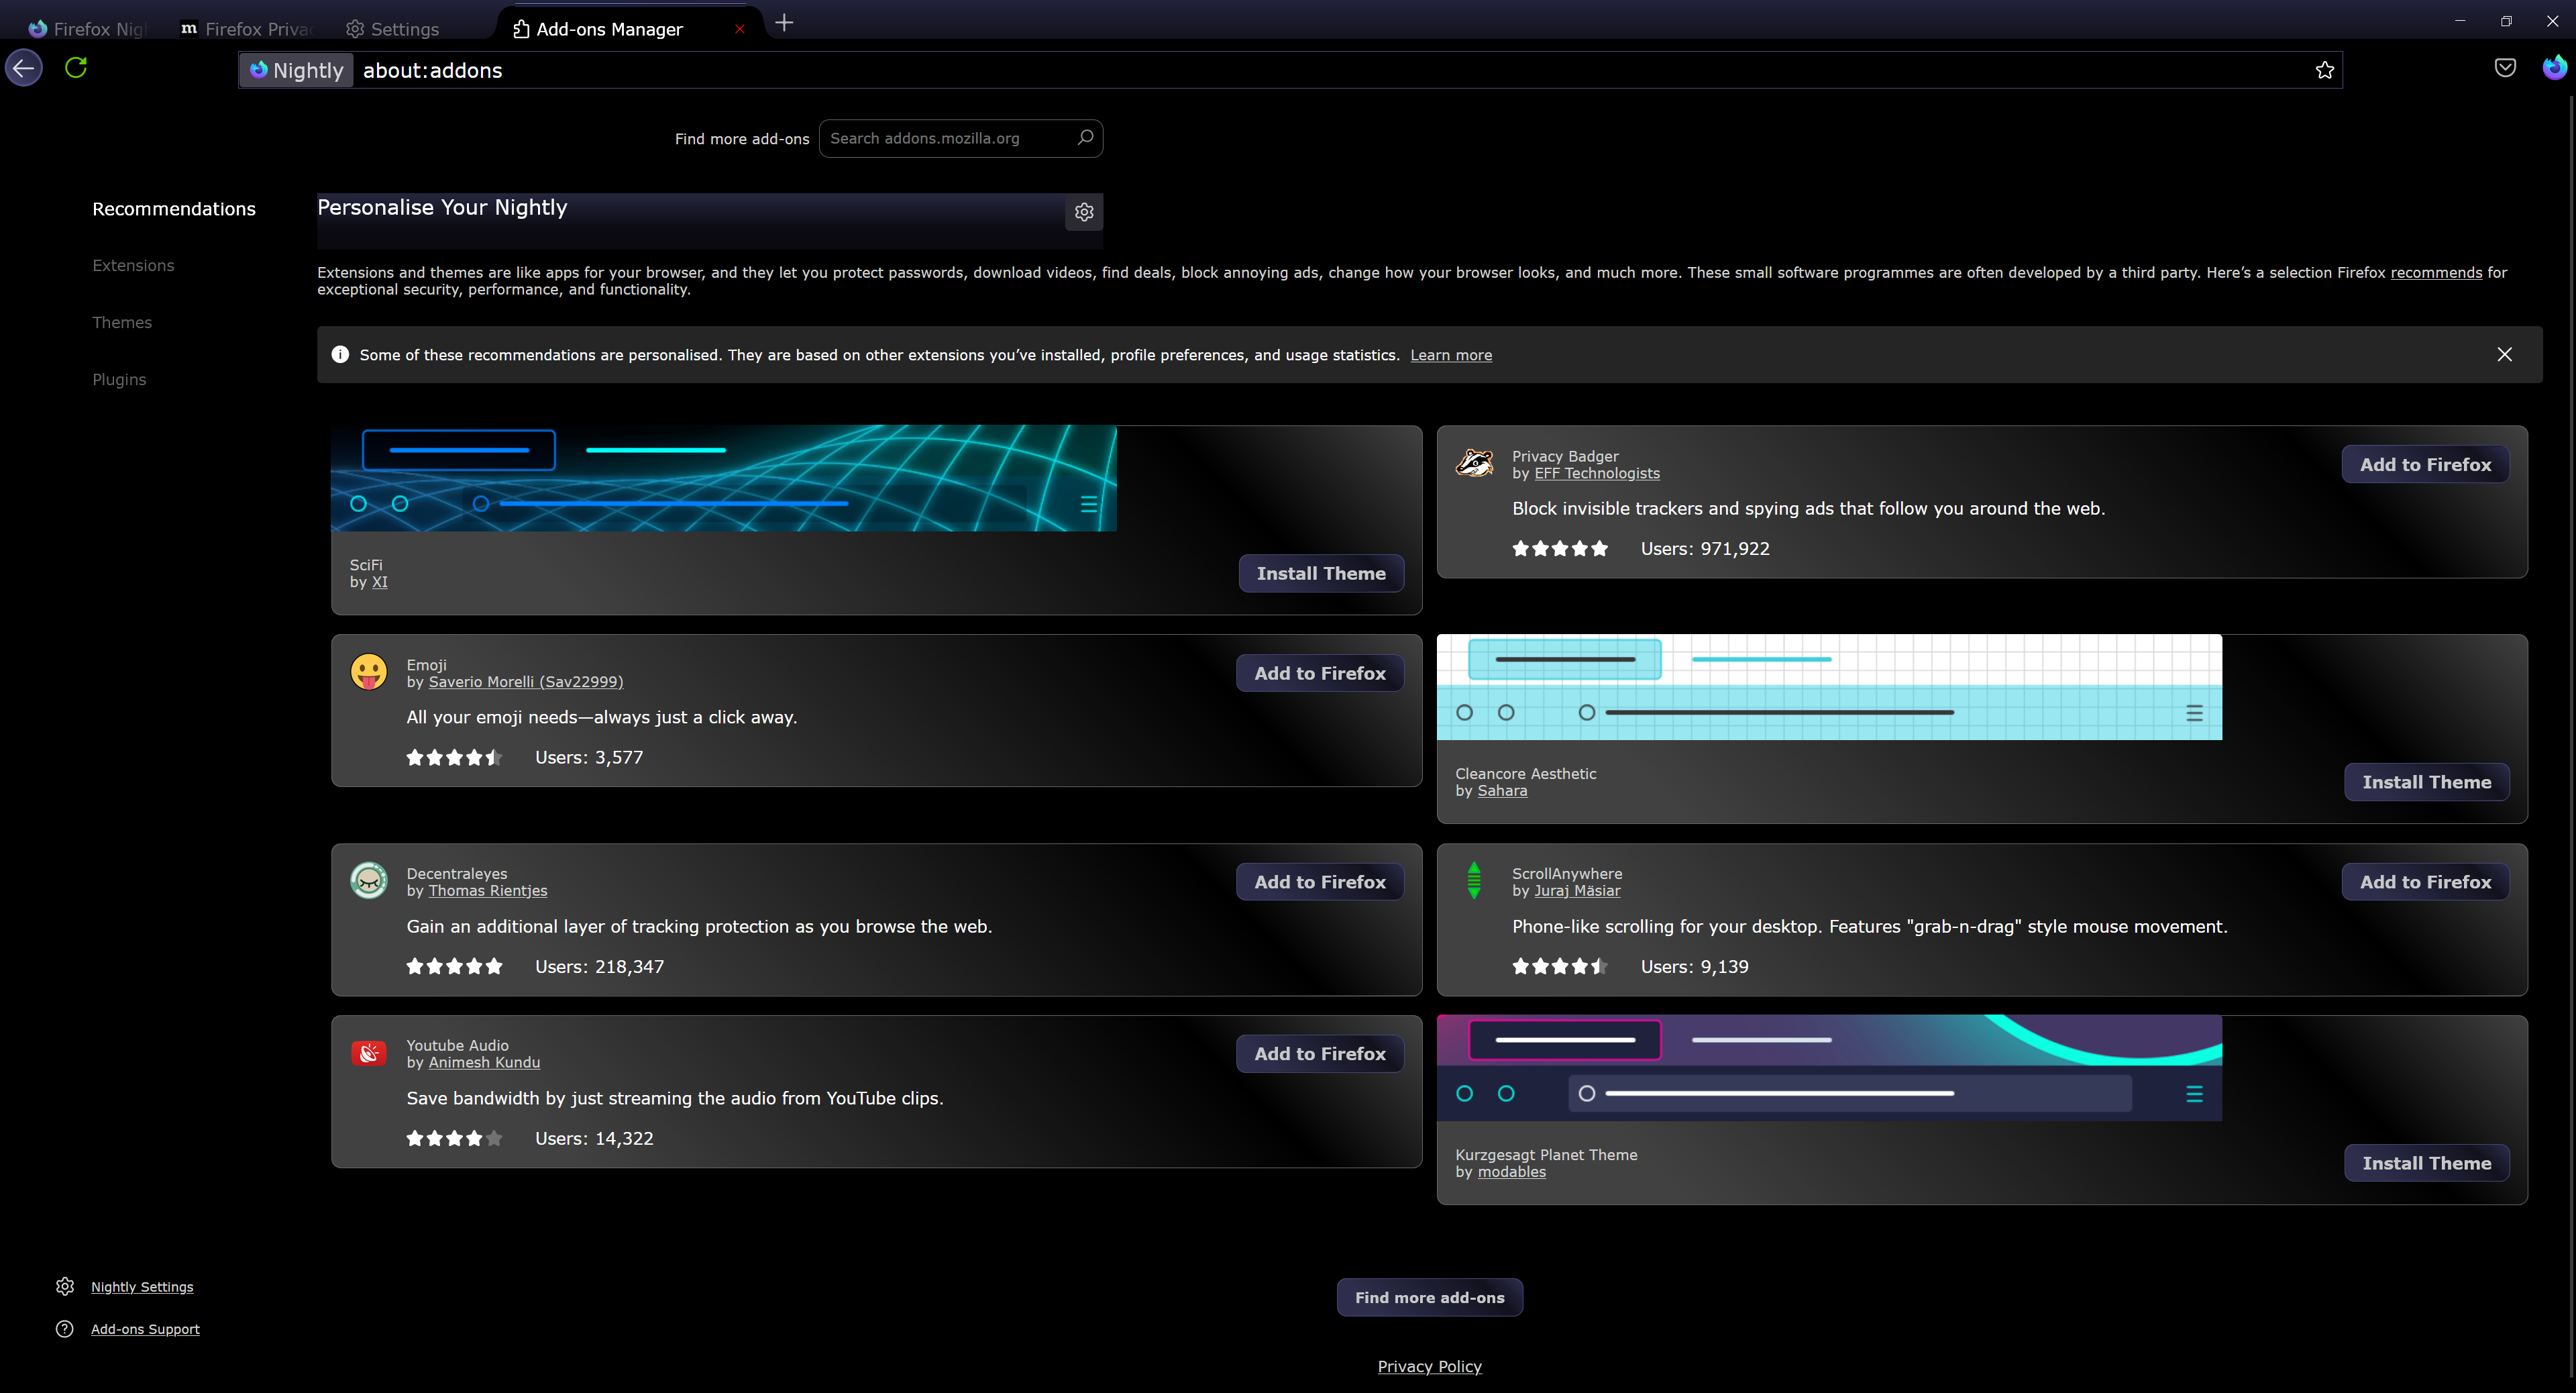 Firefox Nig
Firefox Priva
Settings
Add-ons Manager
Nightly
about:addons
Find more add-ons
Search addons.mozilla.org
Recommendations
Extensions
Themes
Plugins
Personalise Your Nightly
Extensions and themes are like apps for your browser, and they let you protect passwords, download videos, find deals, block annoying ads, change how your browser looks, and much more. These small software programmes are often developed by a third party. Here’s a selection Firefox recommends for
exceptional security, performance, and functionality.
Some of these recommendations are personalised. They are based on other extensions you’ve installed, profile preferences, and usage statistics. Learn more
SciFi
by XI
Install Theme
Privacy Badger
by EFF Technologists
Add to Firefox
Block invisible trackers and spying ads that follow you around the web.
Users: 971,922
Emoji
by Saverio Morelli (Sav22999)
Add to Firefox
All your emoji needs—always just a click away.
Users: 3,577
Cleancore Aesthetic
by Sahara
Install Theme
Decentraleyes
by Thomas Rientjes
Add to Firefox
Gain an additional layer of tracking protection as you browse the web.
Users: 218,347
ScrollAnywhere
by Juraj Mäsiar
Add to Firefox
Phone-like scrolling for your desktop. Features "grab-n-drag" style mouse movement.
Users: 9,139
Youtube Audio
by Animesh Kundu
Add to Firefox
Save bandwidth by just streaming the audio from YouTube clips.
Users: 14,322
Kurzgesagt Planet Theme
by modables
Install Theme
Nightly Settings
Add-ons Support
Find more add-ons
Privacy Policy